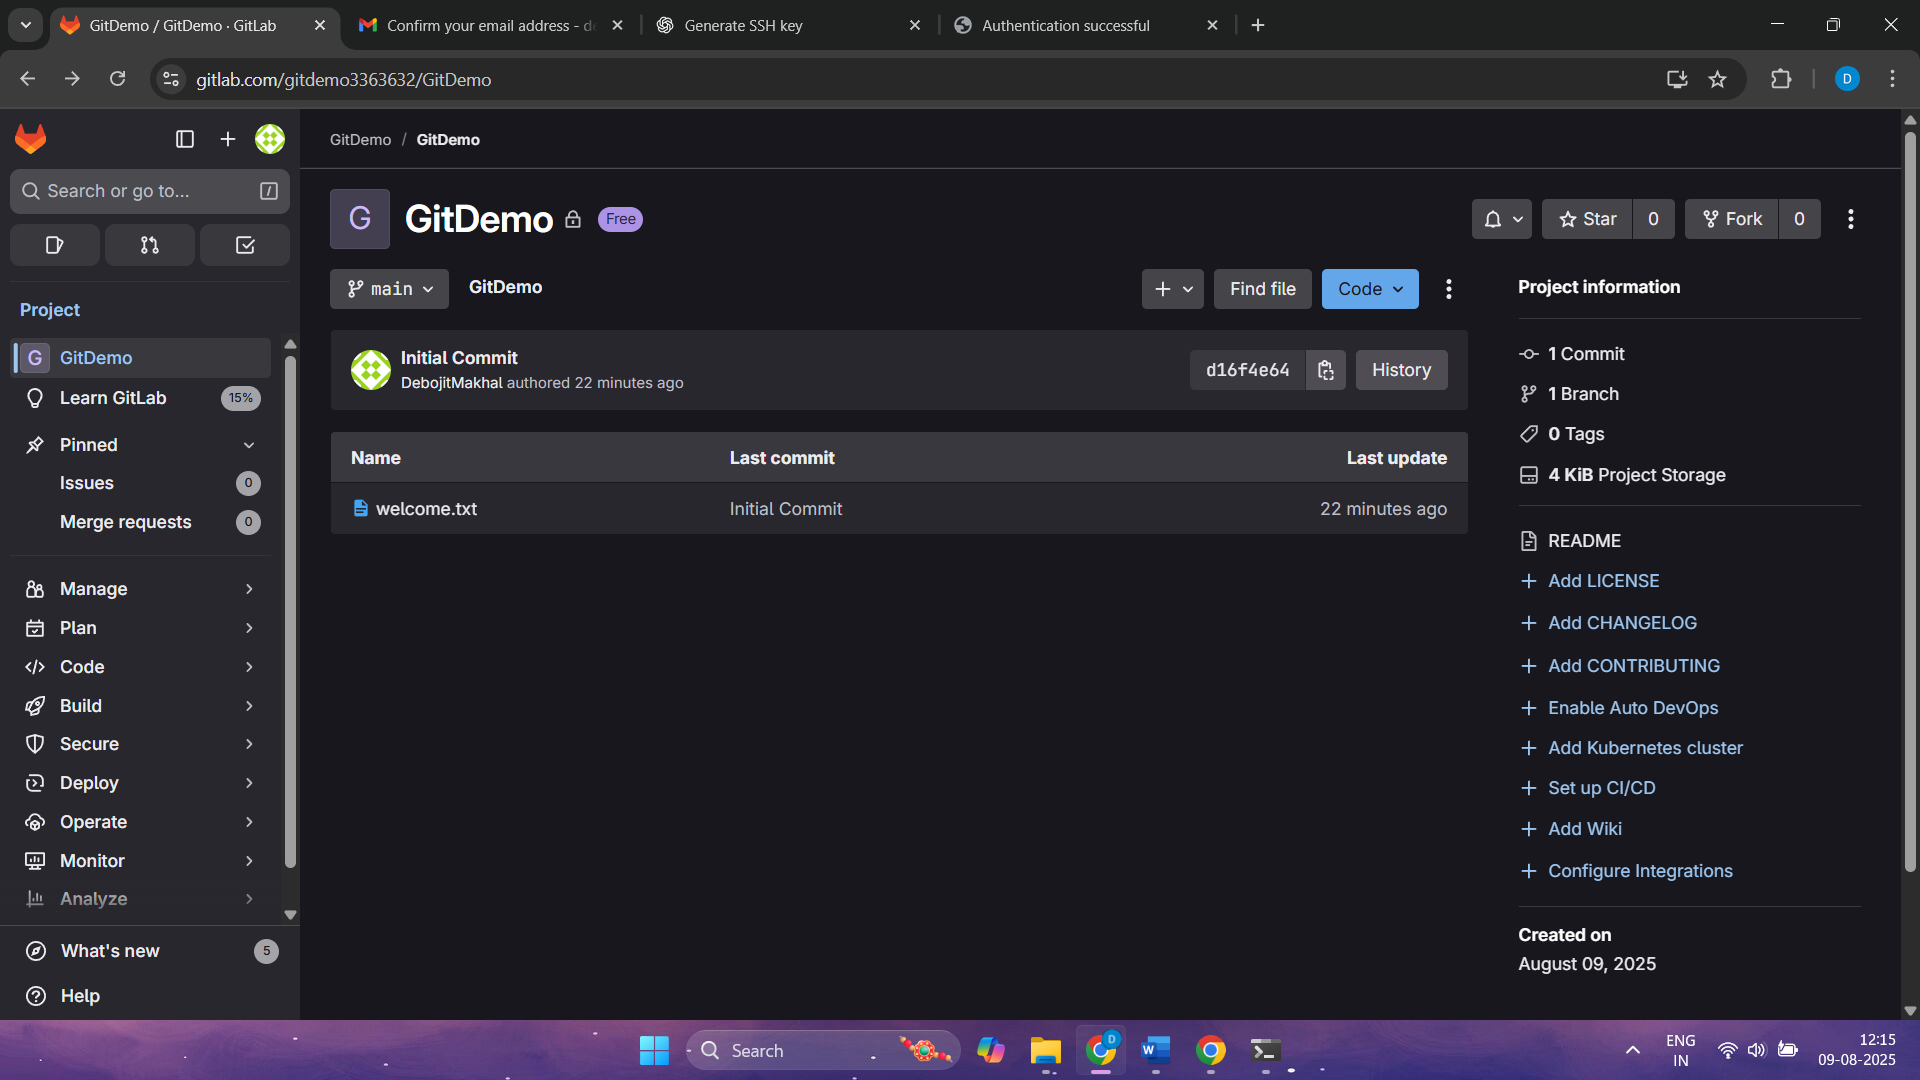 GitDemo / GitDemo · GitLab
Confirm your email address - d
Generate SSH key
Authentication successful
gitlab.com/gitdemo3363632/GitDemo
D
GitDemo / GitDemo
Search or go to...
/
G
GitDemo
Free
Star
0
Fork
0
main
GitDemo
Find file
Code
Project information
Project
Initial Commit
DebojitMakhal authored 22 minutes ago
d16f4e64
History
1 Commit
1 Branch
0 Tags
4 KiB Project Storage
G
GitDemo
Learn GitLab
15%
Pinned
Issues
0
Merge requests
0
Name
Last commit
Last update
welcome.txt
Initial Commit
22 minutes ago
README
Add LICENSE
Add CHANGELOG
Add CONTRIBUTING
Enable Auto DevOps
Add Kubernetes cluster
Set up CI/CD
Add Wiki
Configure Integrations
Manage
Plan
Code
Build
Secure
Deploy
Operate
Monitor
Analyze
Created on
August 09, 2025
What's new
5
Help
Search
D
W
ENG
IN
12:15
09-08-2025